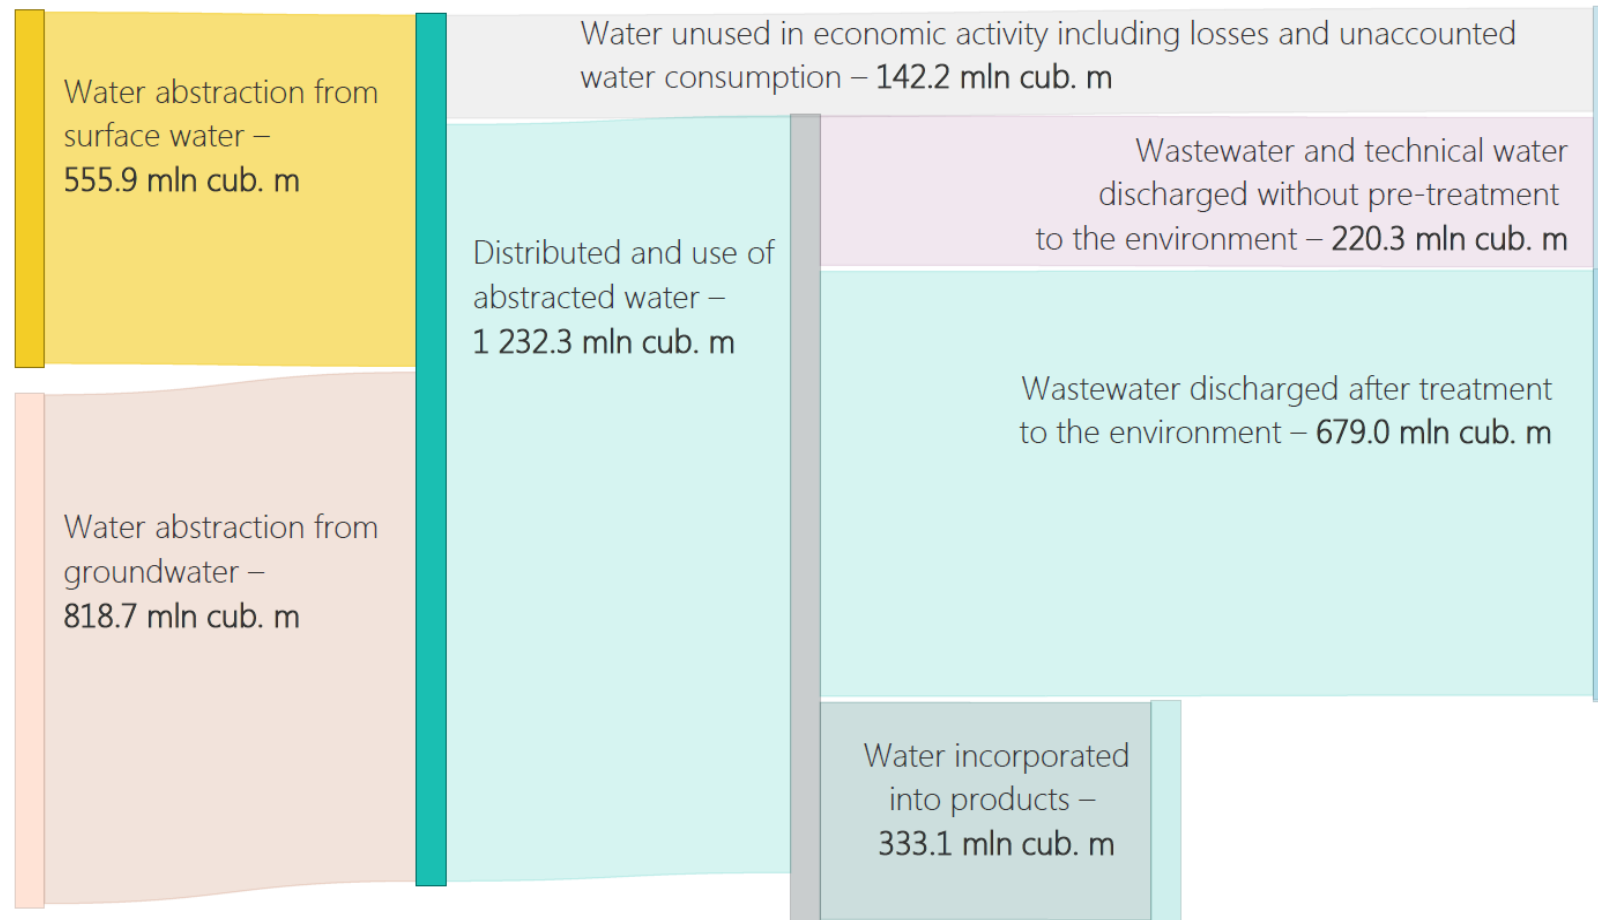 Water unused in economic activity including losses and unaccounted
water consumption – 142.2 mln cub. m
Water abstraction from
surface water –
555.9 mln cub. m
Wastewater and technical water
discharged without pre-treatment
to the environment – 220.3 mln cub. m
Distributed and use of
abstracted water –
1 232.3 mln cub. m
Wastewater discharged after treatment
to the environment – 679.0 mln cub. m
Water abstraction from
groundwater –
818.7 mln cub. m
Water incorporated
into products –
333.1 mln cub. m